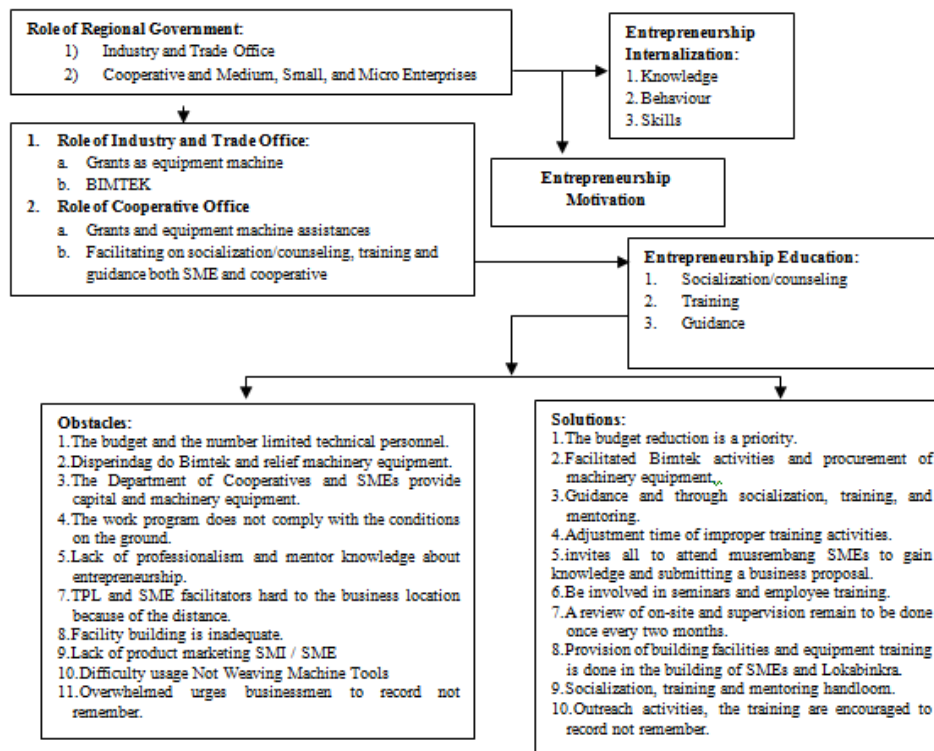 Role of Regional Government:
1) Industry and Trade Office
2) Cooperative and Medium, Small, and Micro Enterprises
Entrepreneurship
Internalization:
1. Knowledge
2. Behaviour
3. Skills
1. Role of Industry and Trade Office:
a. Grants as equipment machine
b. BIMTEK
2. Role of Cooperative Office
a. Grants and equipment machine assistances
b. Facilitating on socialization/counseling, training and
guidance both SME and cooperative
Entrepreneurship
Motivation
Entrepreneurship Education:
1. Socialization/counseling
2. Training
3. Guidance
Obstacles:
1.The budget and the number limited technical personnel.
2.Disperindag do Bimtek and relief machinery equipment.
3.The Department of Cooperatives and SMEs provide
capital and machinery equipment.
4.The work program does not comply with the conditions
on the ground.
5.Lack of professionalism and mentor knowledge about
entrepreneurship.
7.TPL and SME facilitators hard to the business location
because of the distance.
8.Facility building is inadequate.
9.Lack of product marketing SMI / SME
10.Difficulty usage Not Weaving Machine Tools
11.Overwhelmed urges businessmen to record not
remember.
Solutions:
1.The budget reduction is a priority.
2.Facilitated Bimtek activities and procurement of
machinery equipment,.
3.Guidance and through socialization, training, and
mentoring.
4.Adjustment time of improper training activities.
5.invites all to attend musrembang SMEs to gain
knowledge and submitting a business proposal.
6.Be involved in seminars and employee training.
7.A review of on-site and supervision remain to be done
once every two months.
8.Provision of building facilities and equipment training
is done in the building of SMEs and Lokabinkra.
9.Socialization, training and mentoring handloom.
10.Outreach activities, the training are encouraged to
record not remember.